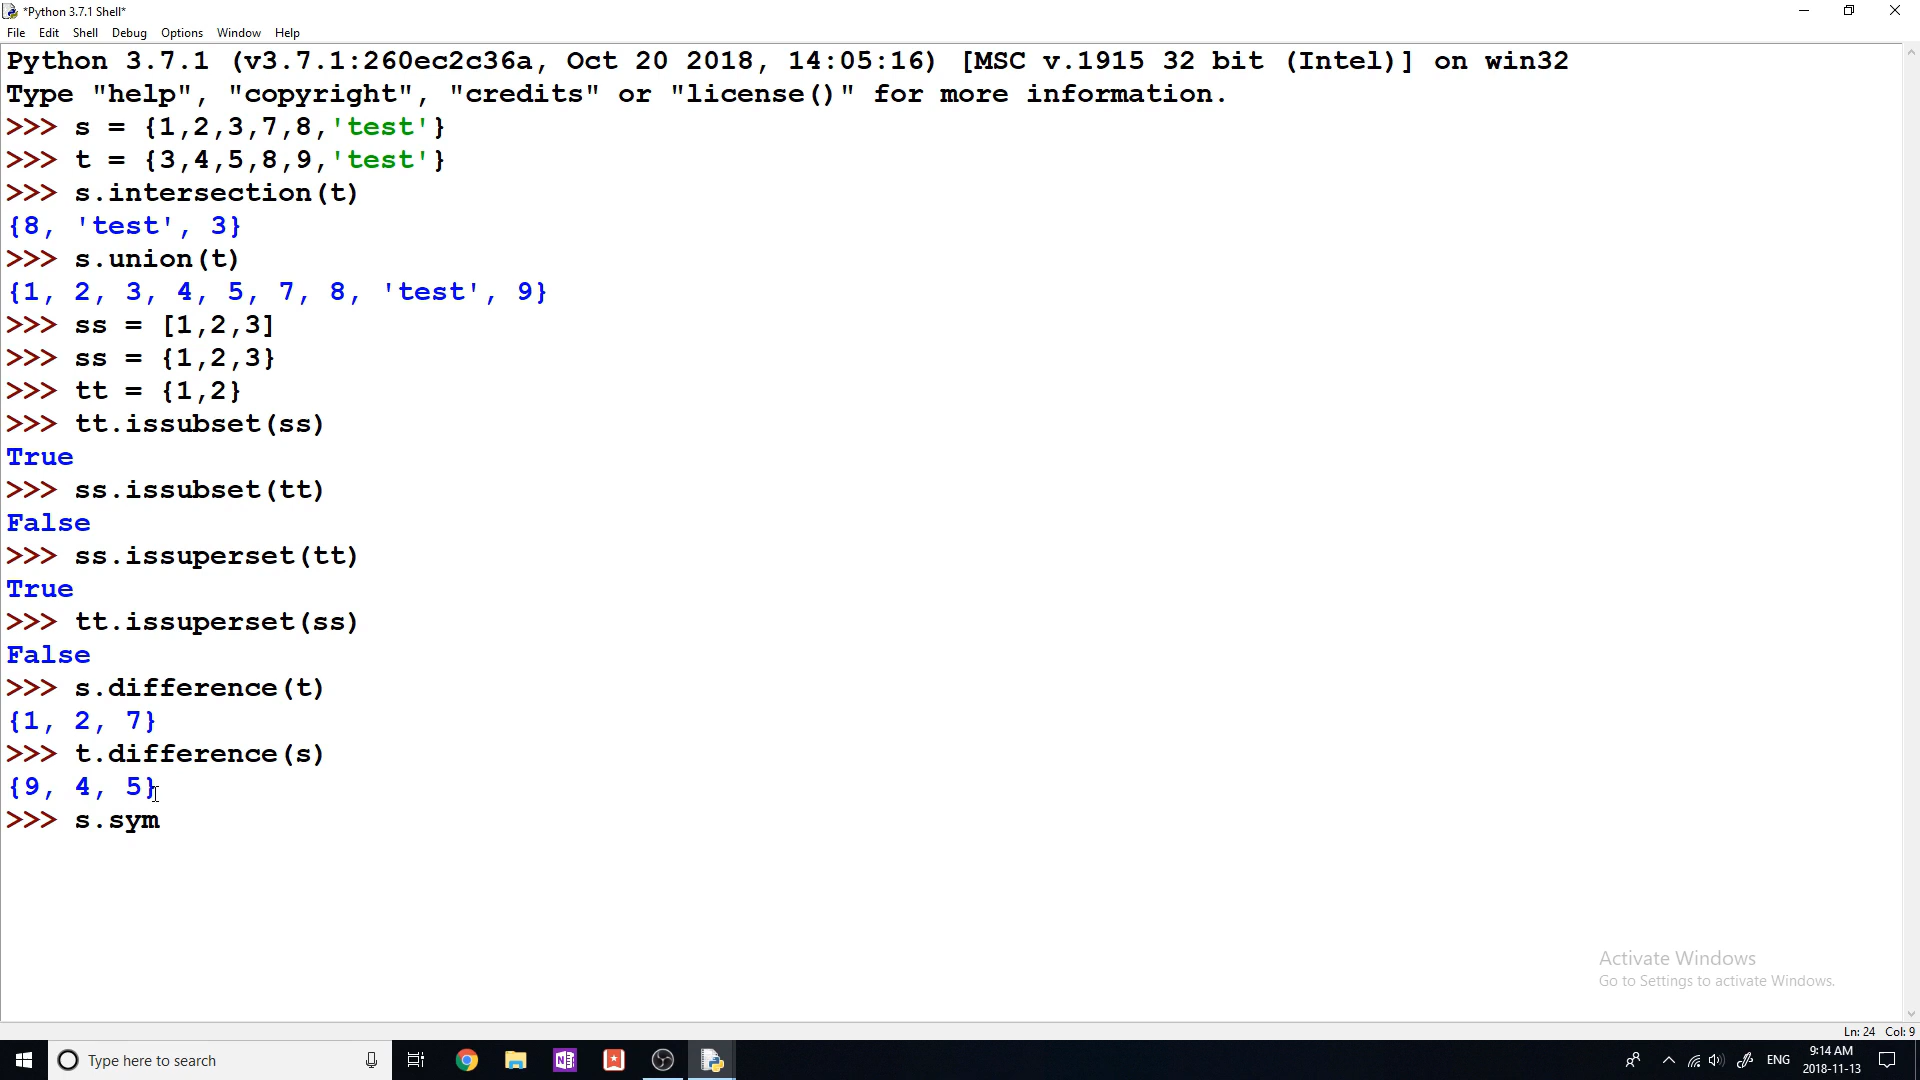 *Python 3.7.1 Shell*
File Edit Shell Debug Options Window Help
Python 3.7.1 (v3.7.1:260ec2c36a, Oct 20 2018, 14:05:16) [MSC v.1915 32 bit (Intel)] on win32
Type "help", "copyright", "credits" or "license()" for more information.
>>> s = {1,2,3,7,8,'test'}
>>> t = {3,4,5,8,9,'test'}
>>> s.intersection(t)
{8, 'test', 3}
>>> s.union(t)
{1, 2, 3, 4, 5, 7, 8, 'test', 9}
>>> ss = [1,2,3]
>>> ss = {1,2,3}
>>> tt = {1,2}
>>> tt.issubset(ss)
True
>>> ss.issubset(tt)
False
>>> ss.issuperset(tt)
True
>>> tt.issuperset(ss)
False
>>> s.difference(t)
{1, 2, 7}
>>> t.difference(s)
{9, 4, 5}
>>> s.sym
Activate Windows
Go to Settings to activate Windows.
Ln: 24 Col: 9
Type here to search
ENG
9:14 AM
2018-11-13